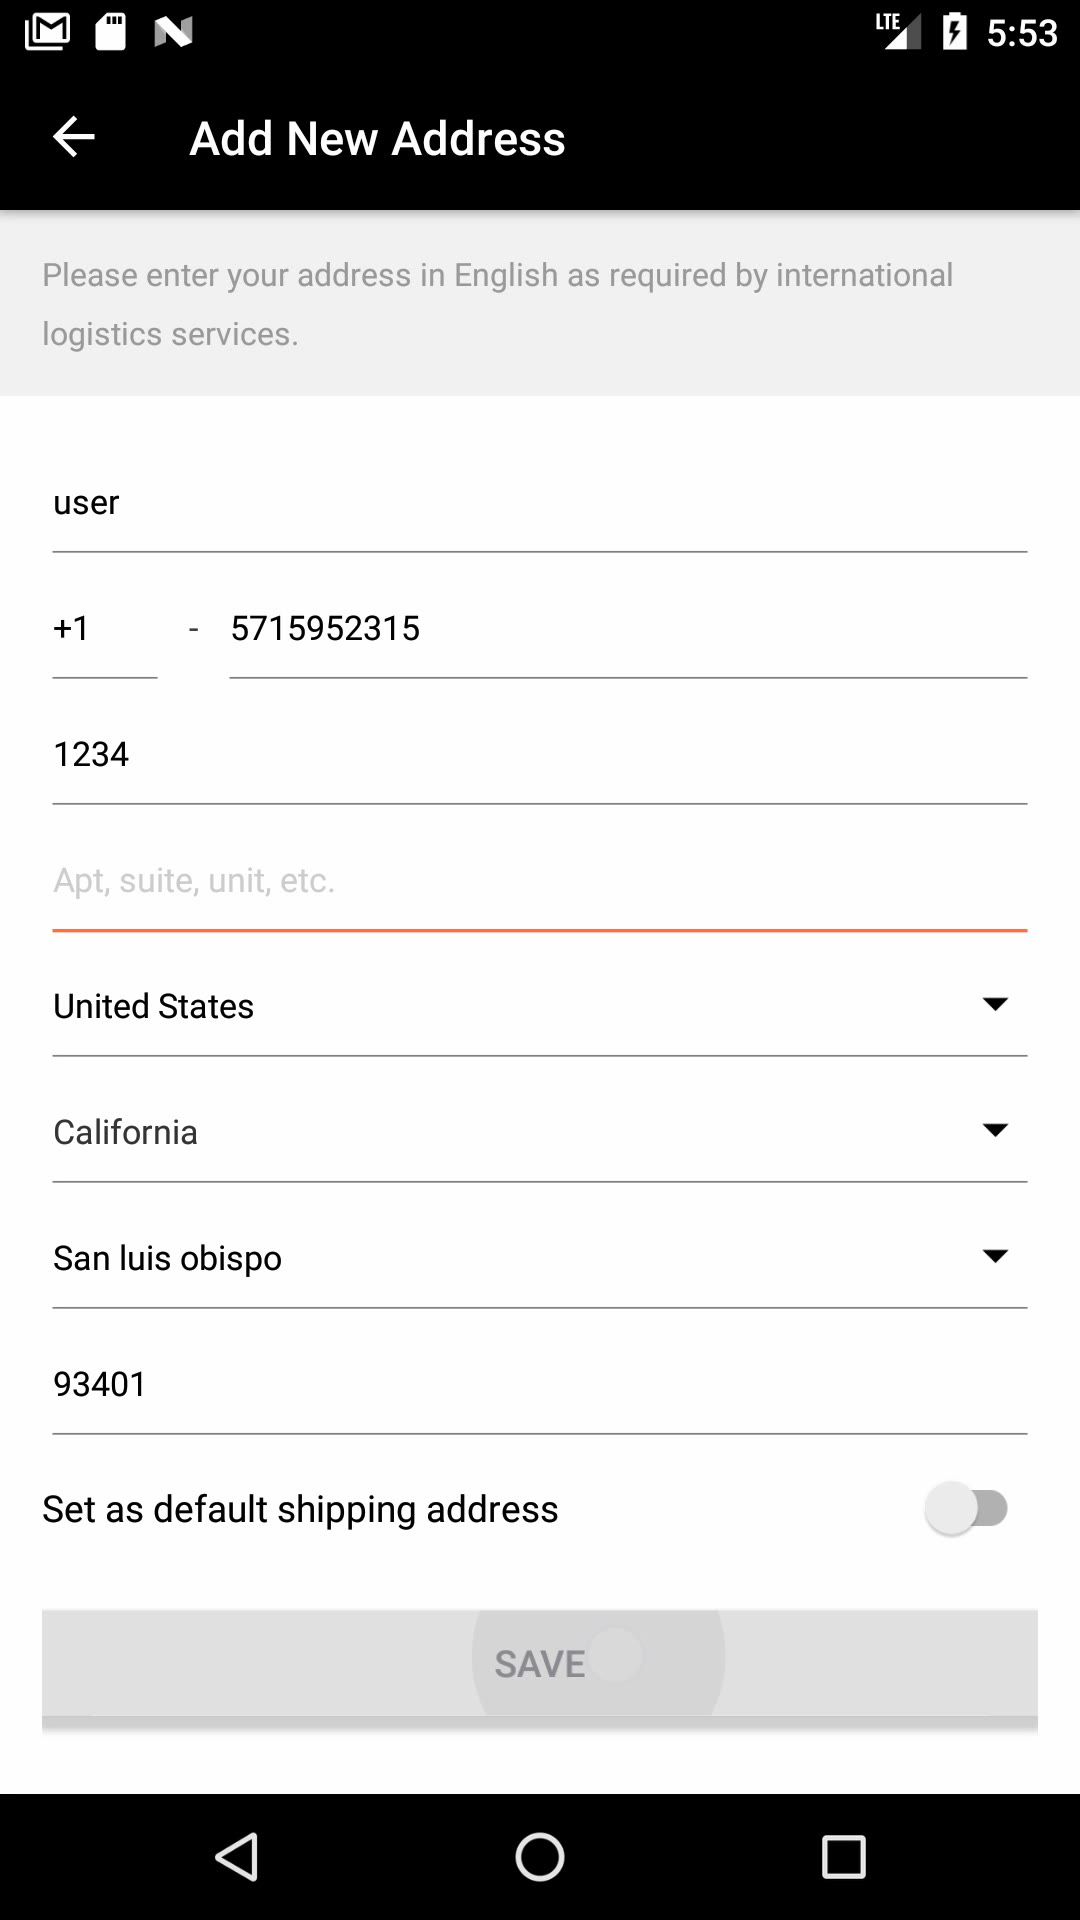 LTE 5:53
Add New Address
Please enter your address in English as required by international
logistics services.
user
+1 - 5715952315
1234
Apt, suite, unit, etc.
United States
California
San luis obispo
93401
Set as default shipping address
SAVE